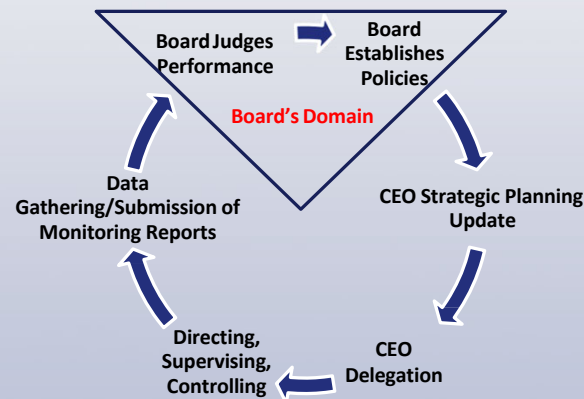 Board Judges
Performance
Board
Establishes
Policies
Board's Domain
CEO Strategic Planning
Update
CEO
Delegation
Directing,
Supervising,
Controlling
Data
Gathering/Submission of
Monitoring Reports